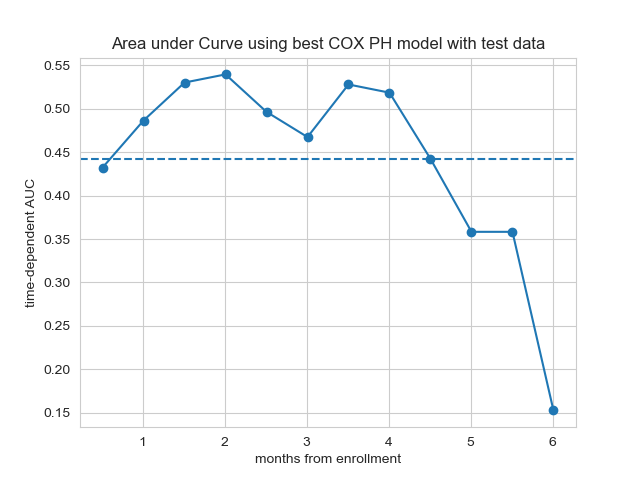 Area under Curve using best COX PH model with test data
0.55
0.50
0.45
0.40
0.35
0.30
0.25
0.20
0.15
time-dependent AUC
1 2 3 4 5 6
months from enrollment